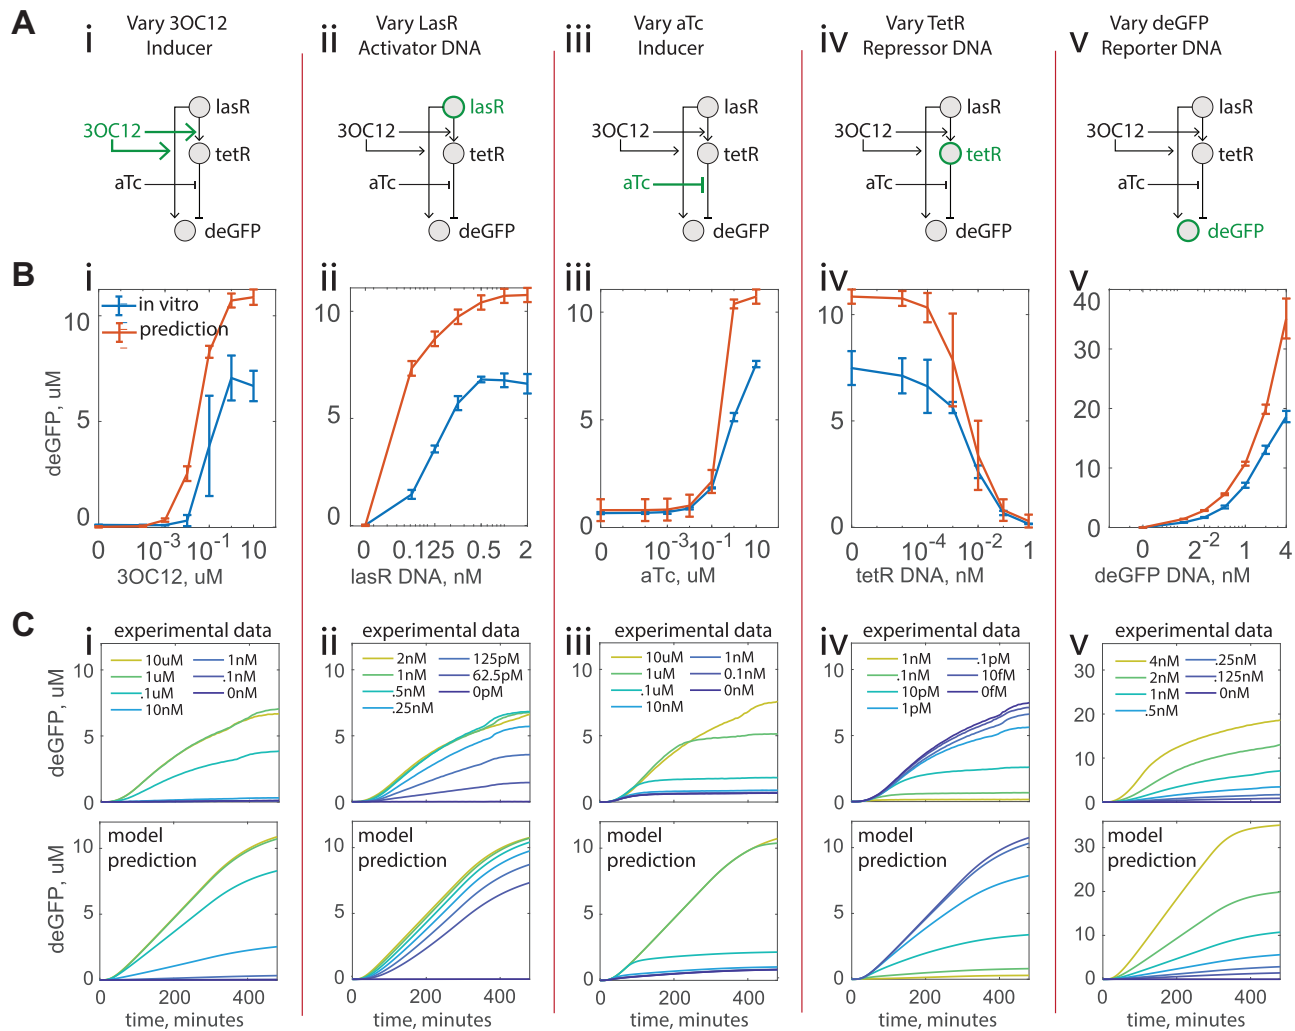 A
i
Vary 3OC12
Inducer
ii
Vary LasR
Activator DNA
iii
Vary aTc
Inducer
iv
Vary TetR
Repressor DNA
v
Vary deGFP
Reporter DNA
lasR
3OC12
tetR
aTc
deGFP
lasR
3OC12
tetR
aTc
deGFP
lasR
3OC12
tetR
aTc
deGFP
lasR
3OC12
tetR
aTc
deGFP
lasR
3OC12
tetR
aTc
deGFP
B
i
in vitro
prediction
deGFP, uM
10
5
0
0 10⁻³ 10⁻¹ 10
3OC12, uM
ii
10
5
0
0 0.125 0.5 2
lasR DNA, nM
iii
10
5
0
0 10⁻³ 10⁻¹ 10
aTc, uM
iv
10
5
0
0 10⁻⁴ 10⁻² 1
tetR DNA, nM
v
40
30
20
10
0
0 2⁻² 1 4
deGFP DNA, nM
C
i
experimental data
10uM
1uM
.1uM
10nM
1nM
.1nM
0nM
deGFP, uM
10
5
0
ii
experimental data
2nM
1nM
.5nM
.25nM
125pM
62.5pM
0pM
10
5
0
0 200 400
iii
experimental data
10uM
1uM
.1uM
10nM
1nM
0.1nM
0nM
10
5
0
iv
experimental data
1nM
.1nM
10pM
1pM
.1pM
10fM
0fM
10
5
0
v
experimental data
4nM
2nM
1nM
.5nM
.25nM
.125nM
0nM
30
20
10
0
model
prediction
deGFP, uM
10
5
0
0 200 400
time, minutes
model
prediction
10
5
0
0 200 400
time, minutes
model
prediction
10
5
0
0 200 400
time, minutes
model
prediction
10
5
0
0 200 400
time, minutes
model
prediction
30
20
10
0
0 200 400
time, minutes